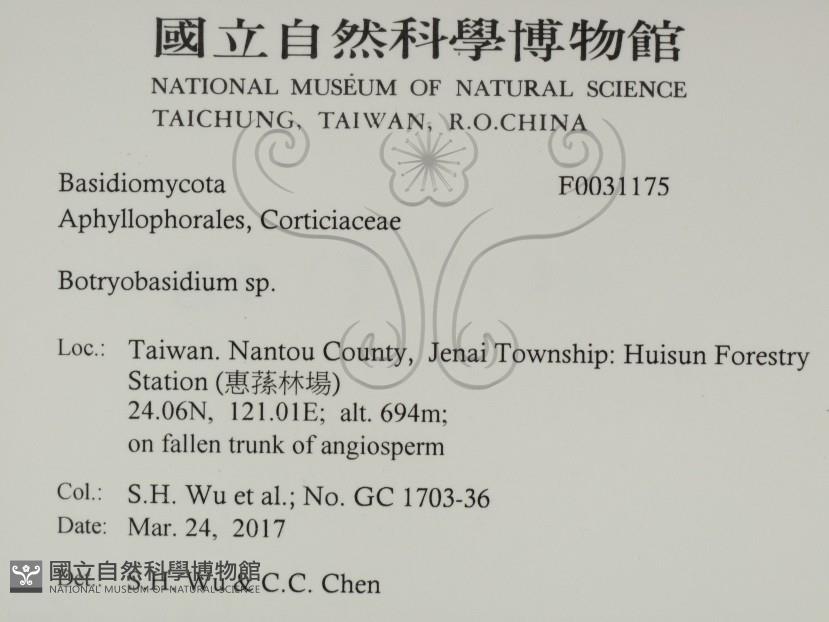 國立自然科學博物館
NATIONAL MUSEUM OF NATURAL SCIENCE
TAICHUNG, TAIWAN, R.O.CHINA
Basidiomycota F0031175
Aphyllophorales, Corticiaceae
Botryobasidium sp.
Loc.: Taiwan. Nantou County, Jenai Township: Huisun Forestry
Station (惠蓀林場)
24.06N, 121.01E; alt. 694m;
on fallen trunk of angiosperm
Col.: S.H. Wu et al.; No. GC 1703-36
Date: Mar. 24, 2017
Det. S.H. Wu & C.C. Chen
國立自然科學博物館
NATIONAL MUSEUM OF NATURAL SCIENCE